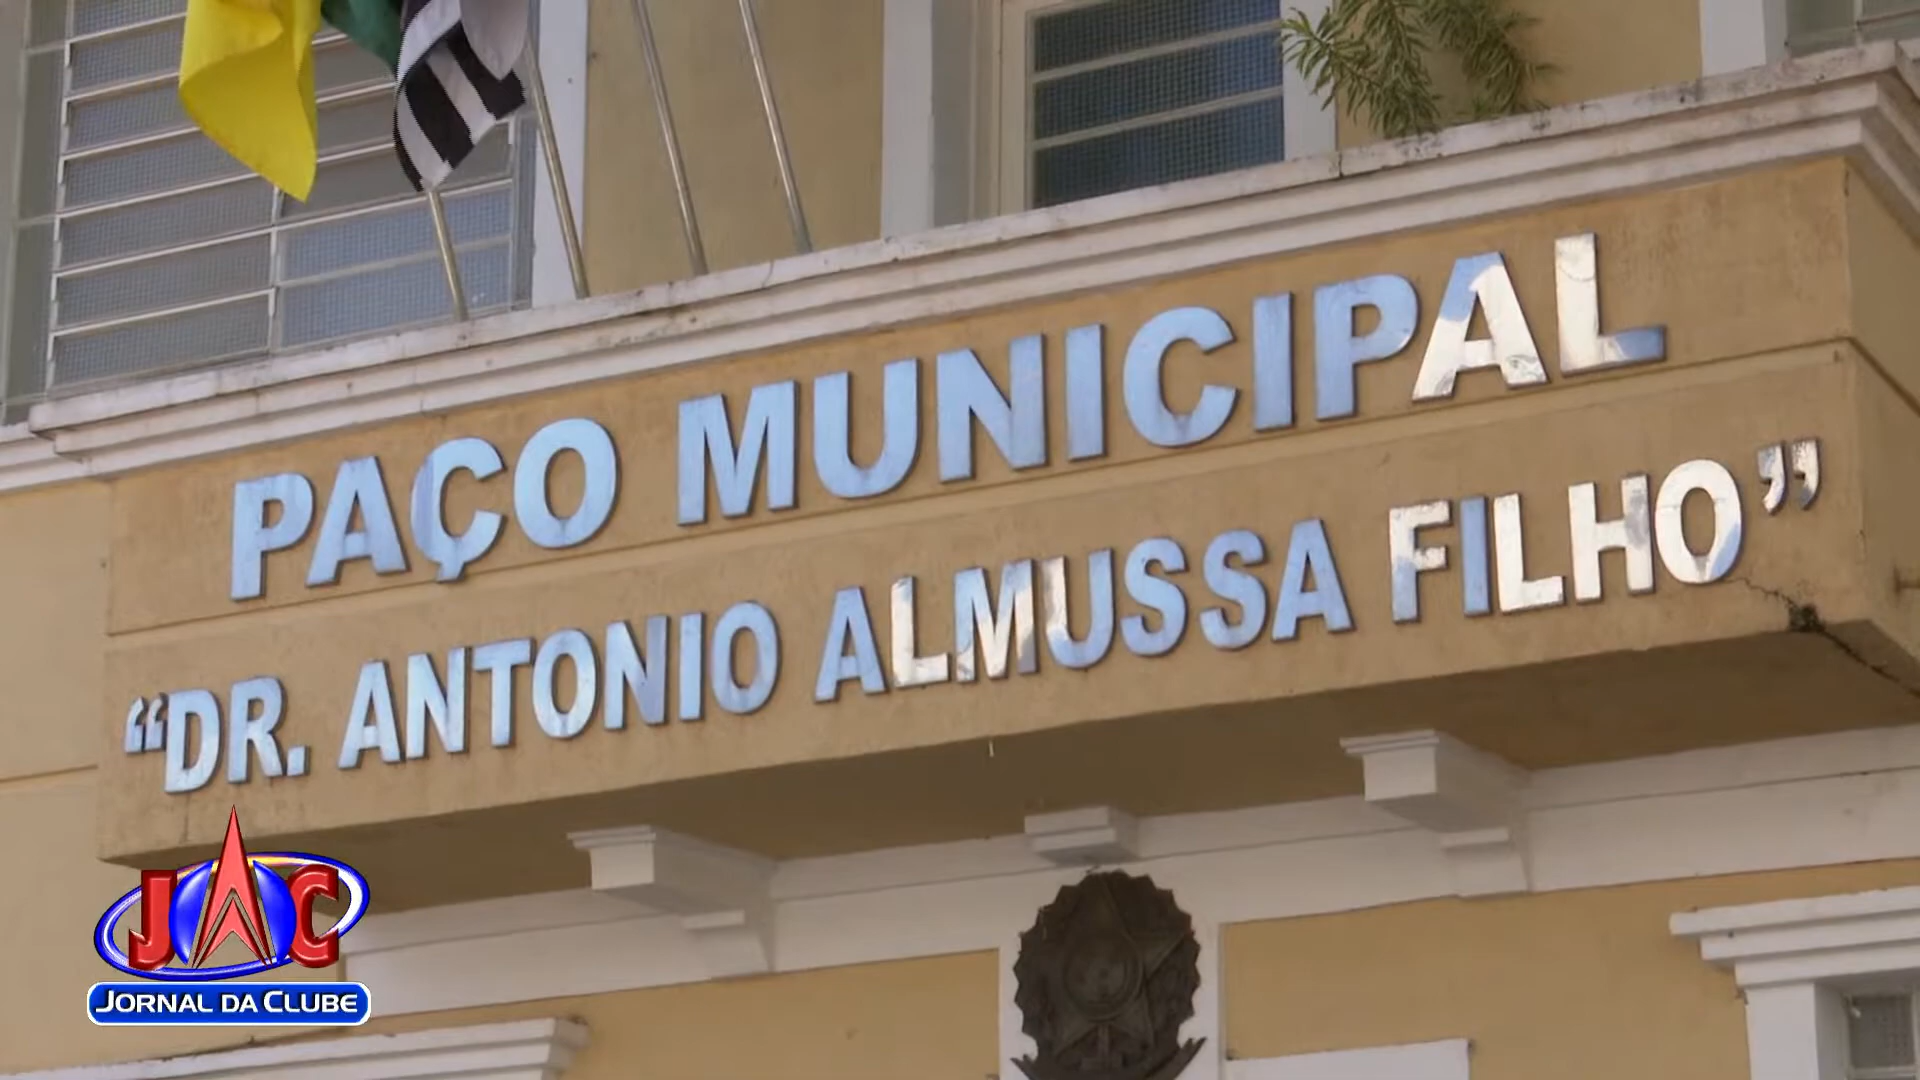 PAÇO MUNICIPAL
“DR. ANTONIO ALMUSSA FILHO”
JAC
JORNAL DA CLUBE